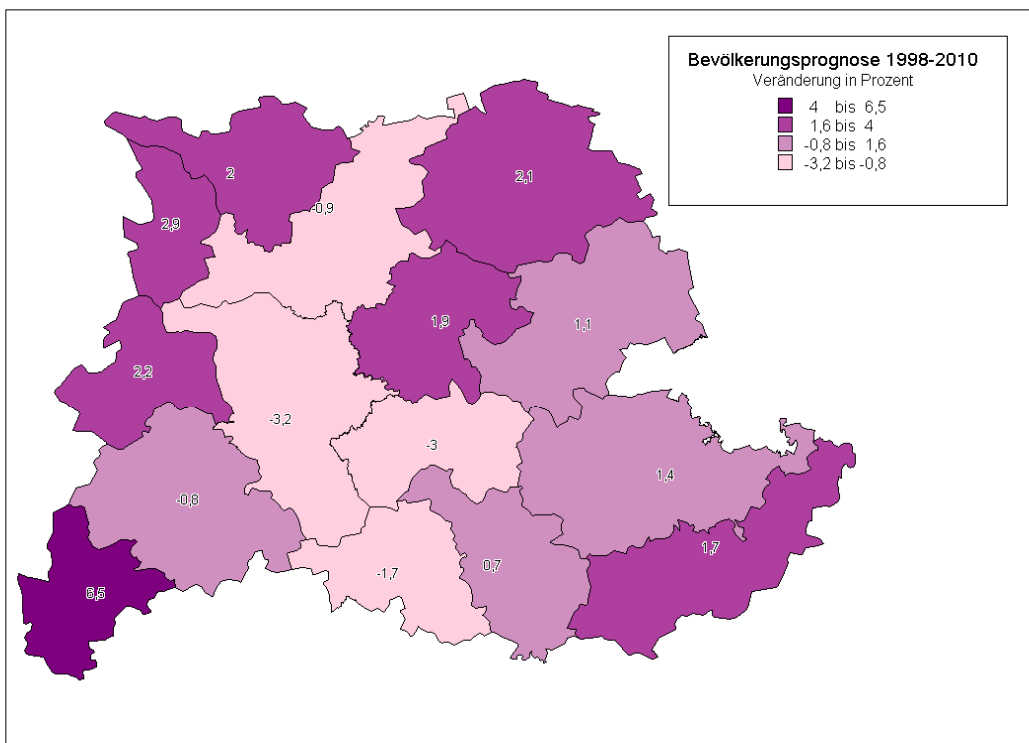 Bevölkerungsprognose 1998-2010
Veränderung in Prozent
4 bis 6,5
1,6 bis 4
-0,8 bis 1,6
-3,2 bis -0,8
2
2,1
-0,9
2,9
1,9
1,1
2,2
-3,2
-3
1,4
-0,8
1,7
0,7
-1,7
6,5